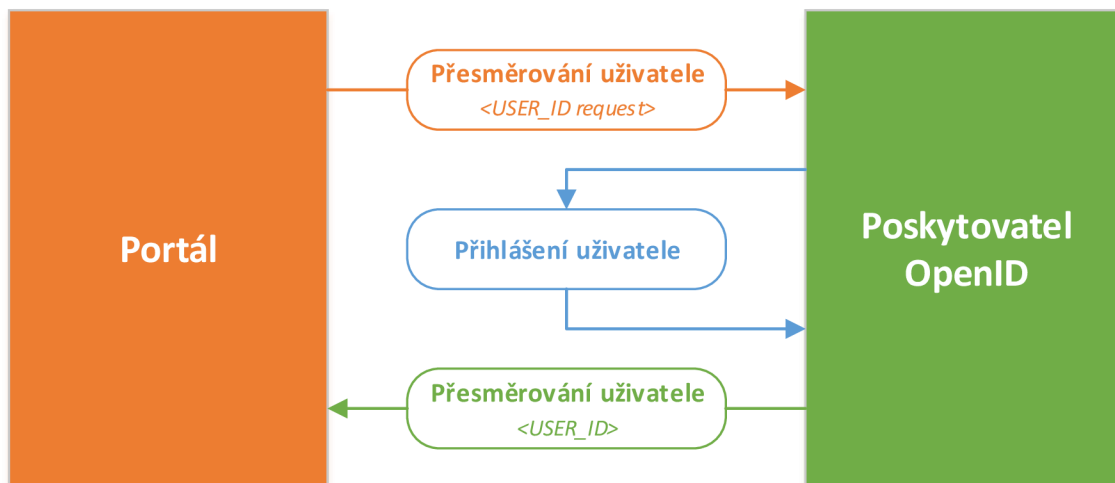 Přesměrování uživatele
<USER_ID request>
Portál
Přihlášení uživatele
Poskytovatel
OpenID
Přesměrování uživatele
<USER_ID>